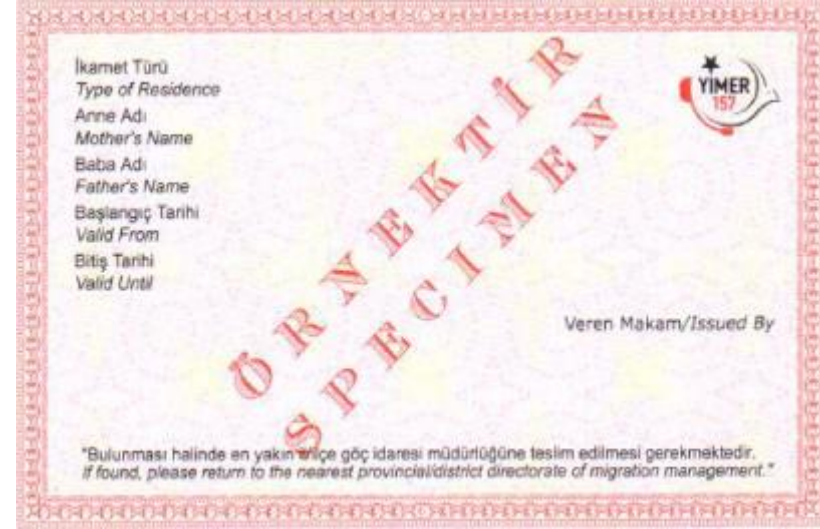 İkamet Türü
Type of Residence
Anne Adı
Mother's Name
Baba Adı
Father's Name
Başlangıç Tarihi
Valid From
Bitiş Tarihi
Valid Until
YİMER
157
ÖRNEKTİR
SPECIMEN
Veren Makam/Issued By
"Bulunması halinde en yakın il/ilçe göç idaresi müdürlüğüne teslim edilmesi gerekmektedir.
If found, please return to the nearest provincial/district directorate of migration management."